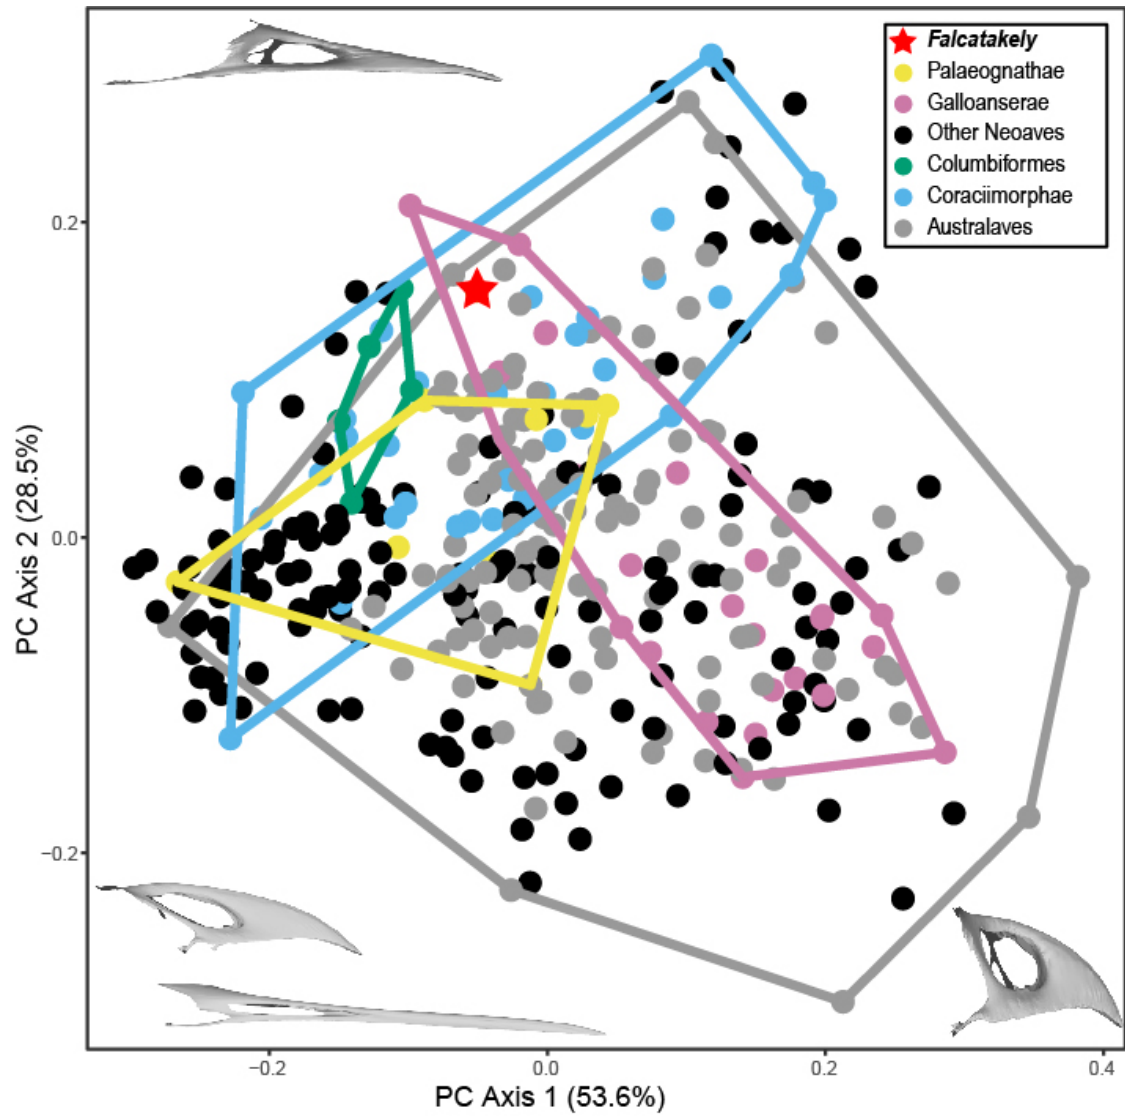 Falcatakely
Palaeognathae
Galloanserae
Other Neoaves
Columbiformes
Coraciimorphae
Australaves
PC Axis 2 (28.5%)
0.2
0.0
−0.2
−0.2
0.0
0.2
0.4
PC Axis 1 (53.6%)